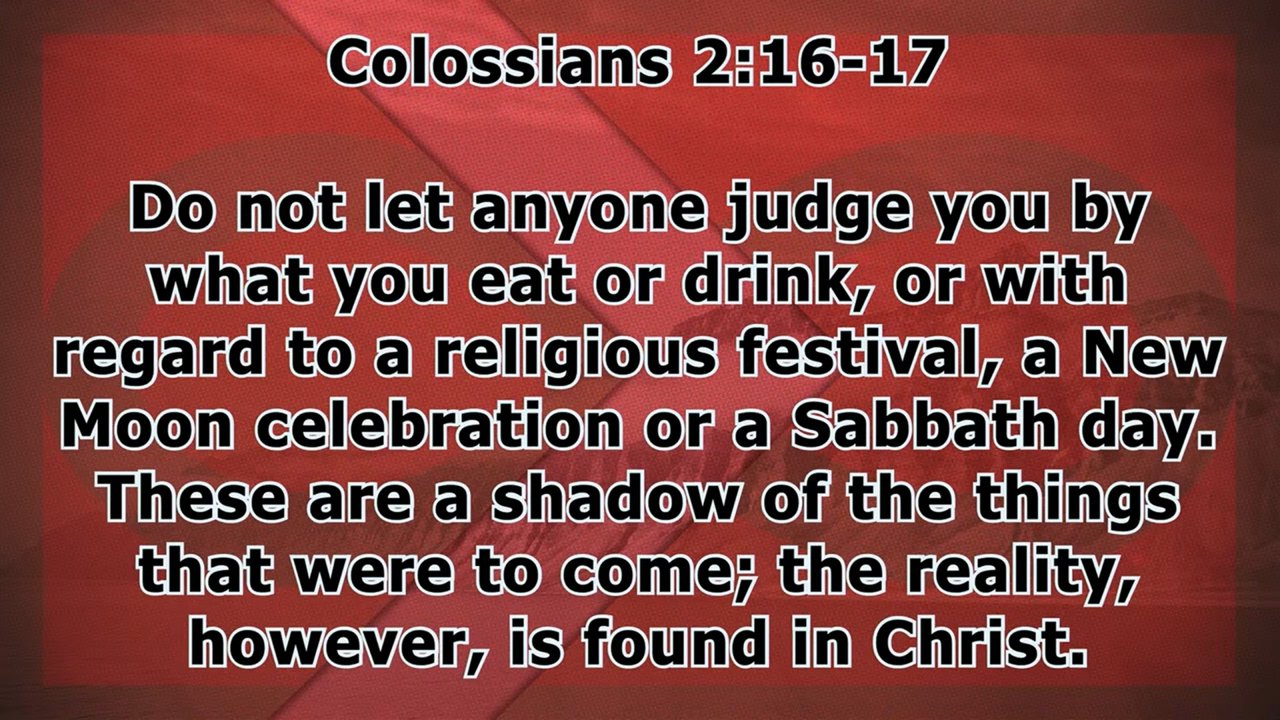 Colossians 2:16-17
Do not let anyone judge you by
what you eat or drink, or with
regard to a religious festival, a New
Moon celebration or a Sabbath day.
These are a shadow of the things
that were to come; the reality,
however, is found in Christ.